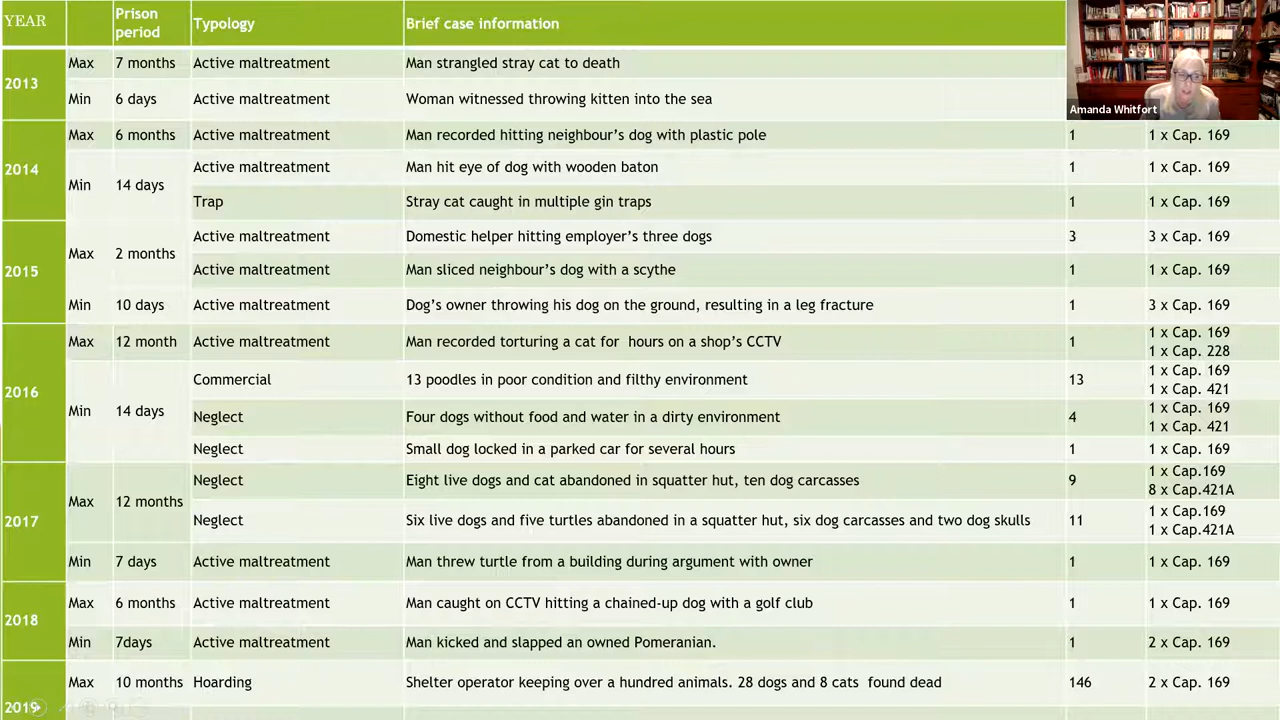 YEAR Prison period Typology Brief case information
Amanda Whitfort
2013 Max 7 months Active maltreatment Man strangled stray cat to death
Min 6 days Active maltreatment Woman witnessed throwing kitten into the sea
2014 Max 6 months Active maltreatment Man recorded hitting neighbour's dog with plastic pole 1 1 x Cap. 169
Min 14 days Active maltreatment Man hit eye of dog with wooden baton 1 1 x Cap. 169
Trap Stray cat caught in multiple gin traps 1 1 x Cap. 169
2015 Max 2 months Active maltreatment Domestic helper hitting employer's three dogs 3 3 x Cap. 169
Active maltreatment Man sliced neighbour's dog with a scythe 1 1 x Cap. 169
Min 10 days Active maltreatment Dog's owner throwing his dog on the ground, resulting in a leg fracture 1 3 x Cap. 169
2016 Max 12 month Active maltreatment Man recorded torturing a cat for hours on a shop's CCTV 1 1 x Cap. 169
1 x Cap. 228
Min 14 days Commercial 13 poodles in poor condition and filthy environment 13 1 x Cap. 169
1 x Cap. 421
Neglect Four dogs without food and water in a dirty environment 4 1 x Cap. 169
1 x Cap. 421
Neglect Small dog locked in a parked car for several hours 1 1 x Cap. 169
2017 Max 12 months Neglect Eight live dogs and cat abandoned in squatter hut, ten dog carcasses 9 1 x Cap.169
8 x Cap.421A
Neglect Six live dogs and five turtles abandoned in a squatter hut, six dog carcasses and two dog skulls 11 1 x Cap.169
1 x Cap.421A
Min 7 days Active maltreatment Man threw turtle from a building during argument with owner 1 1 x Cap. 169
2018 Max 6 months Active maltreatment Man caught on CCTV hitting a chained-up dog with a golf club 1 1 x Cap. 169
Min 7days Active maltreatment Man kicked and slapped an owned Pomeranian. 1 2 x Cap. 169
2019 Max 10 months Hoarding Shelter operator keeping over a hundred animals. 28 dogs and 8 cats found dead 146 2 x Cap. 169